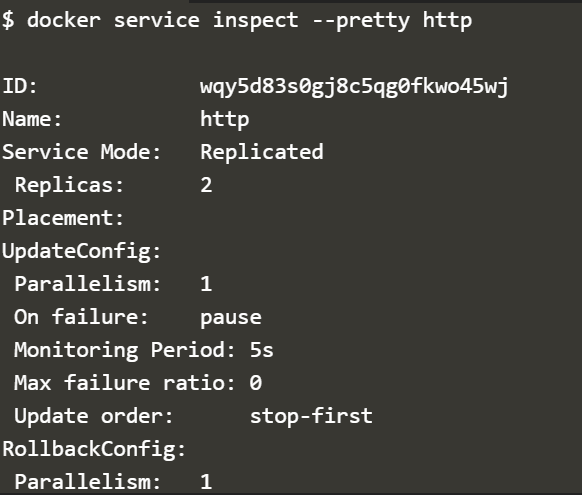 $ docker service inspect --pretty http
ID: wqy5d83s0gj8c5qg0fkwo45wj
Name: http
Service Mode: Replicated
Replicas: 2
Placement:
UpdateConfig:
Parallelism: 1
On failure: pause
Monitoring Period: 5s
Max failure ratio: 0
Update order: stop-first
RollbackConfig:
Parallelism: 1